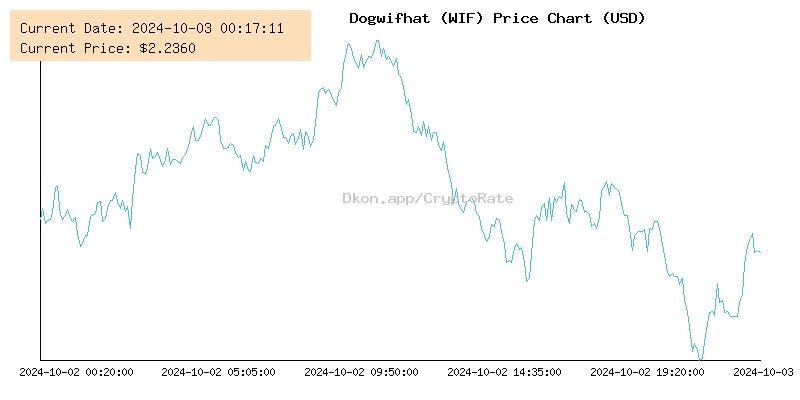 Dogwifhat (WIF) Price Chart (USD)
Current Date: 2024-10-03 00:17:11
Current Price: $2.2360
Dkon.app/CryptoRate
2024-10-02 00:20:00 2024-10-02 05:05:00 2024-10-02 09:50:00 2024-10-02 14:35:00 2024-10-02 19:20:00 2024-10-03